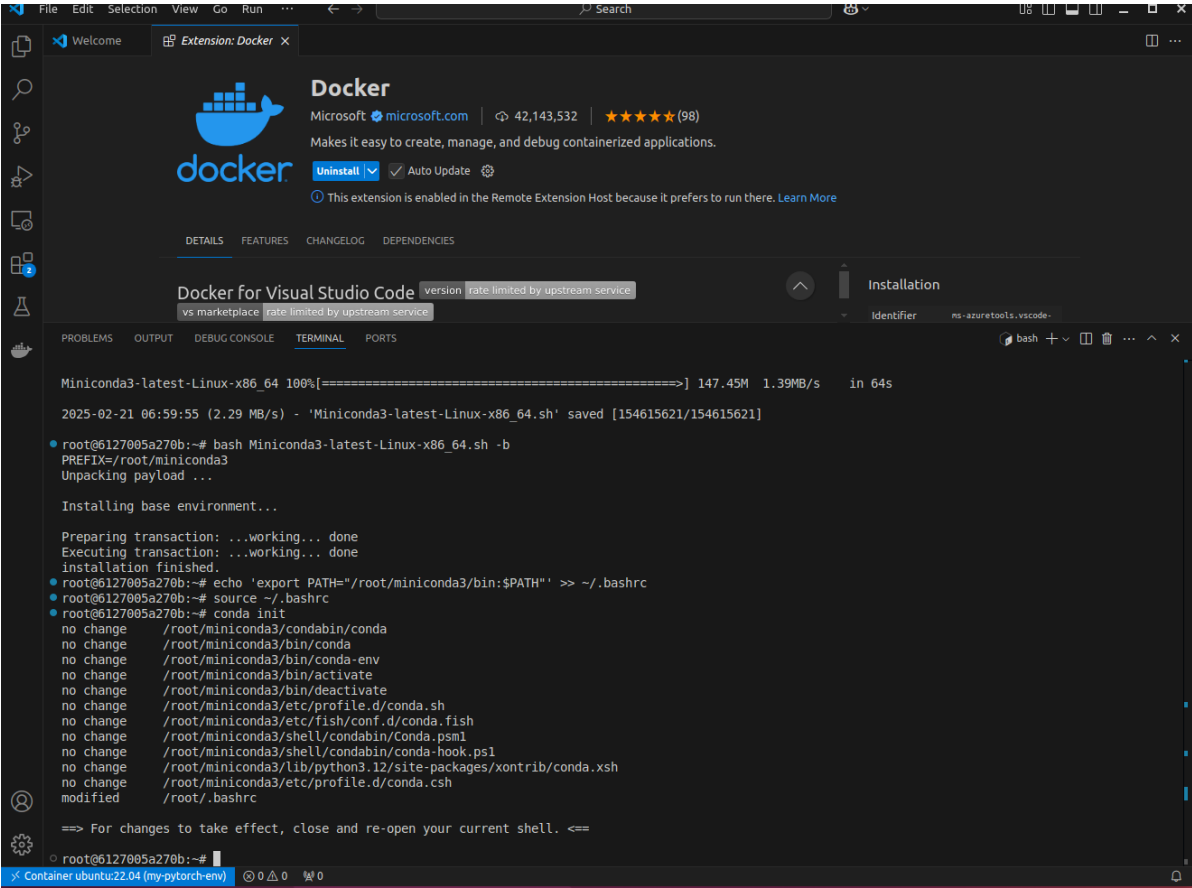 File Edit Selection View Go Run ··· ← → Search
Welcome Extension: Docker ×
Docker
Microsoft microsoft.com 42,143,532 ★★★★★ (98)
Makes it easy to create, manage, and debug containerized applications.
docker
Uninstall Auto Update
This extension is enabled in the Remote Extension Host because it prefers to run there. Learn More
DETAILS FEATURES CHANGELOG DEPENDENCIES
2
Docker for Visual Studio Code version rate limited by upstream service
vs marketplace rate limited by upstream service
Installation
Identifier ms-azuretools.vscode-
PROBLEMS OUTPUT DEBUG CONSOLE TERMINAL PORTS bash
Miniconda3-latest-Linux-x86_64 100%[=================================================>] 147.45M 1.39MB/s in 64s
2025-02-21 06:59:55 (2.29 MB/s) - 'Miniconda3-latest-Linux-x86_64.sh' saved [154615621/154615621]
root@6127005a270b:~# bash Miniconda3-latest-Linux-x86_64.sh -b
PREFIX=/root/miniconda3
Unpacking payload ...
Installing base environment...
Preparing transaction: ...working... done
Executing transaction: ...working... done
installation finished.
root@6127005a270b:~# echo 'export PATH="/root/miniconda3/bin:$PATH"' >> ~/.bashrc
root@6127005a270b:~# source ~/.bashrc
root@6127005a270b:~# conda init
no change /root/miniconda3/condabin/conda
no change /root/miniconda3/bin/conda
no change /root/miniconda3/bin/conda-env
no change /root/miniconda3/bin/activate
no change /root/miniconda3/bin/deactivate
no change /root/miniconda3/etc/profile.d/conda.sh
no change /root/miniconda3/etc/fish/conf.d/conda.fish
no change /root/miniconda3/shell/condabin/Conda.psm1
no change /root/miniconda3/shell/condabin/conda-hook.ps1
no change /root/miniconda3/lib/python3.12/site-packages/xontrib/conda.xsh
no change /root/miniconda3/etc/profile.d/conda.csh
modified /root/.bashrc
==> For changes to take effect, close and re-open your current shell. <==
root@6127005a270b:~#
Container ubuntu:22.04 (my-pytorch-env) 0 0 0